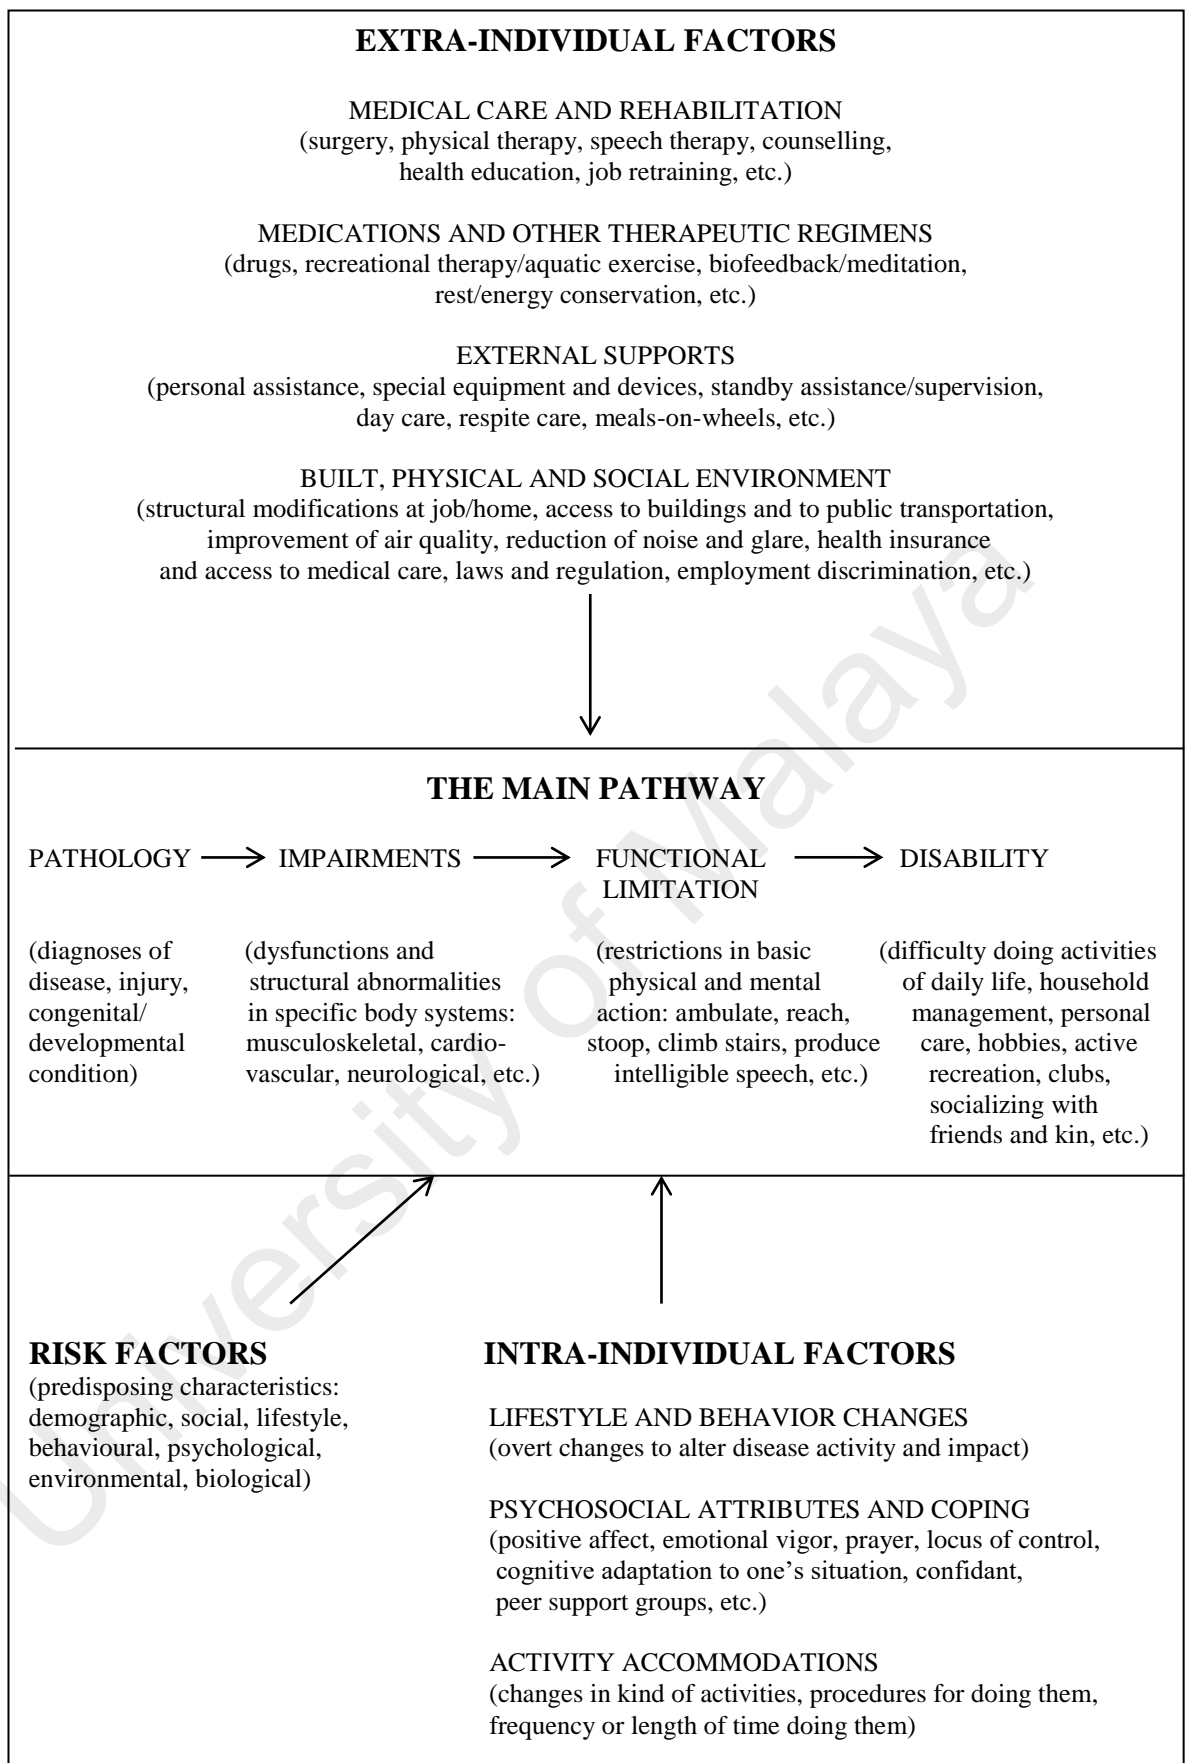 EXTRA-INDIVIDUAL FACTORS
MEDICAL CARE AND REHABILITATION
(surgery, physical therapy, speech therapy, counselling,
health education, job retraining, etc.)
MEDICATIONS AND OTHER THERAPEUTIC REGIMENS
(drugs, recreational therapy/aquatic exercise, biofeedback/meditation,
rest/energy conservation, etc.)
EXTERNAL SUPPORTS
(personal assistance, special equipment and devices, standby assistance/supervision,
day care, respite care, meals-on-wheels, etc.)
BUILT, PHYSICAL AND SOCIAL ENVIRONMENT
(structural modifications at job/home, access to buildings and to public transportation,
improvement of air quality, reduction of noise and glare, health insurance
and access to medical care, laws and regulation, employment discrimination, etc.)
THE MAIN PATHWAY
PATHOLOGY
(diagnoses of
disease, injury,
congenital/
developmental
condition)
IMPAIRMENTS
(dysfunctions and
structural abnormalities
in specific body systems:
musculoskeletal, cardio-
vascular, neurological, etc.)
FUNCTIONAL
LIMITATION
(restrictions in basic
physical and mental
action: ambulate, reach,
stoop, climb stairs, produce
intelligible speech, etc.)
DISABILITY
(difficulty doing activities
of daily life, household
management, personal
care, hobbies, active
recreation, clubs,
socializing with
friends and kin, etc.)
RISK FACTORS
(predisposing characteristics:
demographic, social, lifestyle,
behavioural, psychological,
environmental, biological)
INTRA-INDIVIDUAL FACTORS
LIFESTYLE AND BEHAVIOR CHANGES
(overt changes to alter disease activity and impact)
PSYCHOSOCIAL ATTRIBUTES AND COPING
(positive affect, emotional vigor, prayer, locus of control,
cognitive adaptation to one's situation, confidant,
peer support groups, etc.)
ACTIVITY ACCOMMODATIONS
(changes in kind of activities, procedures for doing them,
frequency or length of time doing them)
University of Malaya